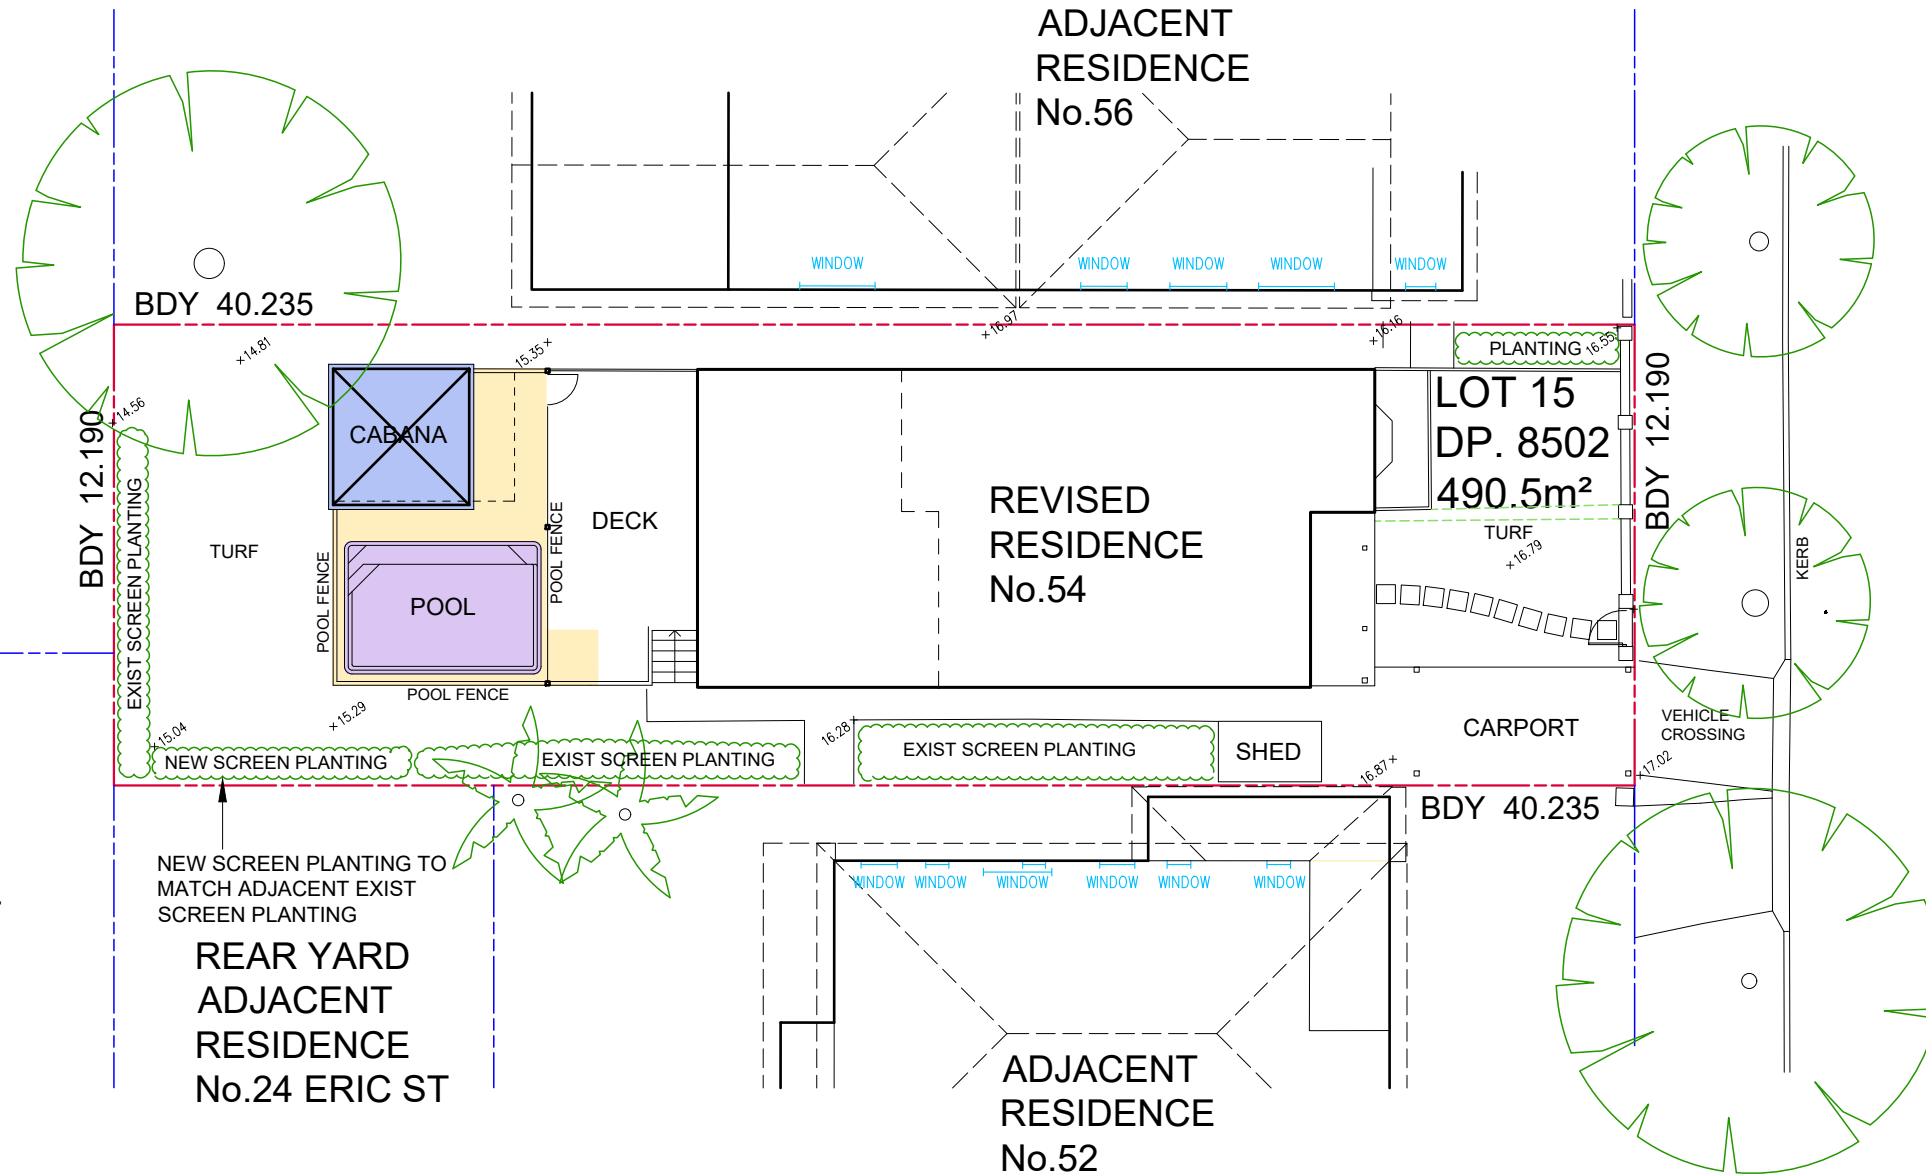 ADJACENT
RESIDENCE
No.56
WINDOW
WINDOW
WINDOW
WINDOW
WINDOW
BDY 40.235
×14.81
15.35×
×16.97
×16.16
PLANTING
16.55×
×14.56
BDY 12.190
CABANA
LOT 15
DP. 8502
490.5m²
BDY 12.190
EXIST SCREEN PLANTING
TURF
POOL FENCE
POOL
POOL FENCE
POOL FENCE
DECK
REVISED
RESIDENCE
No.54
TURF
×16.79
KERB
×15.04
×15.29
NEW SCREEN PLANTING
EXIST SCREEN PLANTING
16.28×
EXIST SCREEN PLANTING
SHED
16.87×
CARPORT
VEHICLE
CROSSING
×17.02
BDY 40.235
NEW SCREEN PLANTING TO
MATCH ADJACENT EXIST
SCREEN PLANTING
WINDOW
WINDOW
WINDOW
WINDOW
WINDOW
WINDOW
REAR YARD
ADJACENT
RESIDENCE
No.24 ERIC ST
ADJACENT
RESIDENCE
No.52